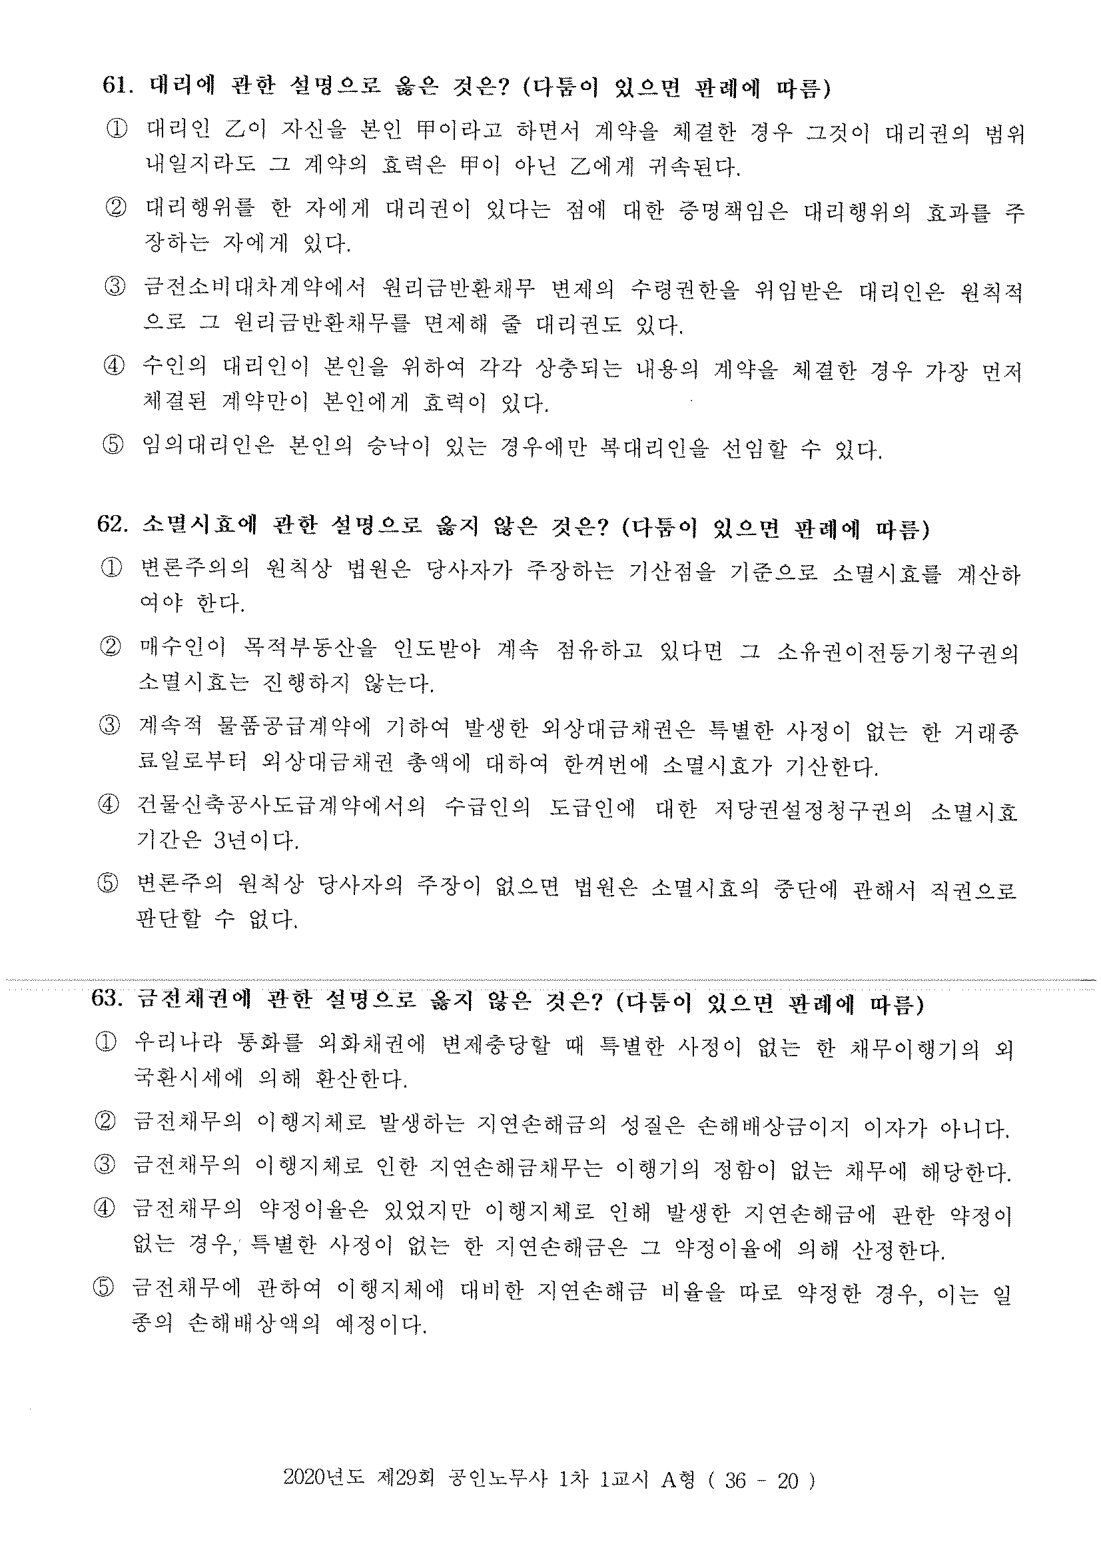 61. 대리에 관한 설명으로 옳은 것은? (다툼이 있으면 판례에 따름)
① 대리인 乙이 자신을 본인 甲이라고 하면서 계약을 체결한 경우 그것이 대리권의 범위
내일지라도 그 계약의 효력은 甲이 아닌 乙에게 귀속된다.
② 대리행위를 한 자에게 대리권이 있다는 점에 대한 증명책임은 대리행위의 효과를 주
장하는 자에게 있다.
③ 금전소비대차계약에서 원리금반환채무 변제의 수령권한을 위임받은 대리인은 원칙적
으로 그 원리금반환채무를 면제해 줄 대리권도 있다.
④ 수인의 대리인이 본인을 위하여 각각 상충되는 내용의 계약을 체결한 경우 가장 먼저
체결된 계약만이 본인에게 효력이 있다.
⑤ 임의대리인은 본인의 승낙이 있는 경우에만 복대리인을 선임할 수 있다.
62. 소멸시효에 관한 설명으로 옳지 않은 것은? (다툼이 있으면 판례에 따름)
① 변론주의의 원칙상 법원은 당사자가 주장하는 기산점을 기준으로 소멸시효를 계산하
여야 한다.
② 매수인이 목적부동산을 인도받아 계속 점유하고 있다면 그 소유권이전등기청구권의
소멸시효는 진행하지 않는다.
③ 계속적 물품공급계약에 기하여 발생한 외상대금채권은 특별한 사정이 없는 한 거래종
료일로부터 외상대금채권 총액에 대하여 한꺼번에 소멸시효가 기산한다.
④ 건물신축공사도급계약에서의 수급인의 도급인에 대한 저당권설정청구권의 소멸시효
기간은 3년이다.
⑤ 변론주의 원칙상 당사자의 주장이 없으면 법원은 소멸시효의 중단에 관해서 직권으로
판단할 수 없다.
63. 금전채권에 관한 설명으로 옳지 않은 것은? (다툼이 있으면 판례에 따름)
① 우리나라 통화를 외화채권에 변제충당할 때 특별한 사정이 없는 한 채무이행기의 외
국환시세에 의해 환산한다.
② 금전채무의 이행지체로 발생하는 지연손해금의 성질은 손해배상금이지 이자가 아니다.
③ 금전채무의 이행지체로 인한 지연손해금채무는 이행기의 정함이 없는 채무에 해당한다.
④ 금전채무의 약정이율은 있었지만 이행지체로 인해 발생한 지연손해금에 관한 약정이
없는 경우, 특별한 사정이 없는 한 지연손해금은 그 약정이율에 의해 산정한다.
⑤ 금전채무에 관하여 이행지체에 대비한 지연손해금 비율을 따로 약정한 경우, 이는 일
종의 손해배상액의 예정이다.
2020년도 제29회 공인노무사 1차 1교시 A형 ( 36 - 20 )